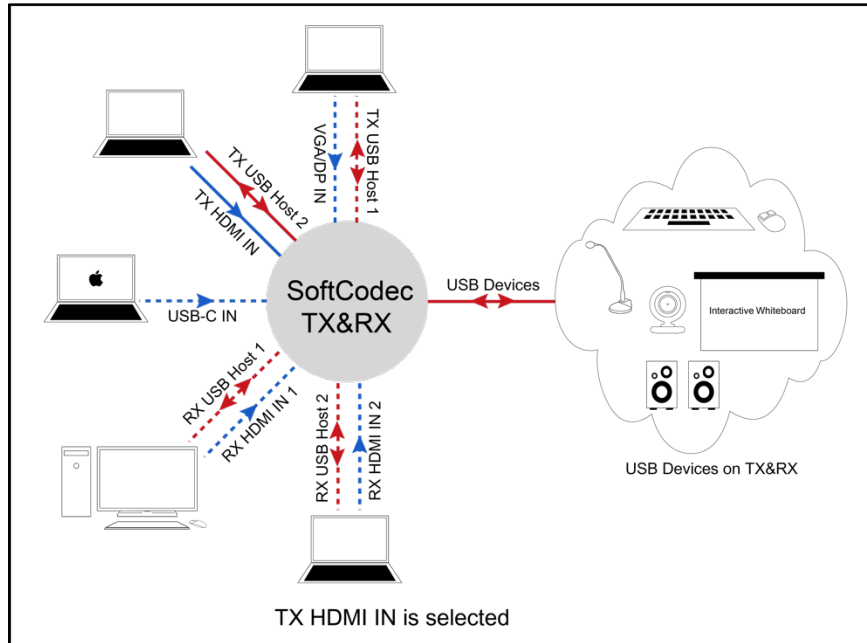 VGA/DP IN
TX USB Host 1
TX USB Host 2
TX HDMI IN
SoftCodec
TX&RX
USB Devices
Interactive Whiteboard
USB-C IN
RX USB Host 1
RX HDMI IN 1
RX USB Host 2
RX HDMI IN 2
USB Devices on TX&RX
TX HDMI IN is selected